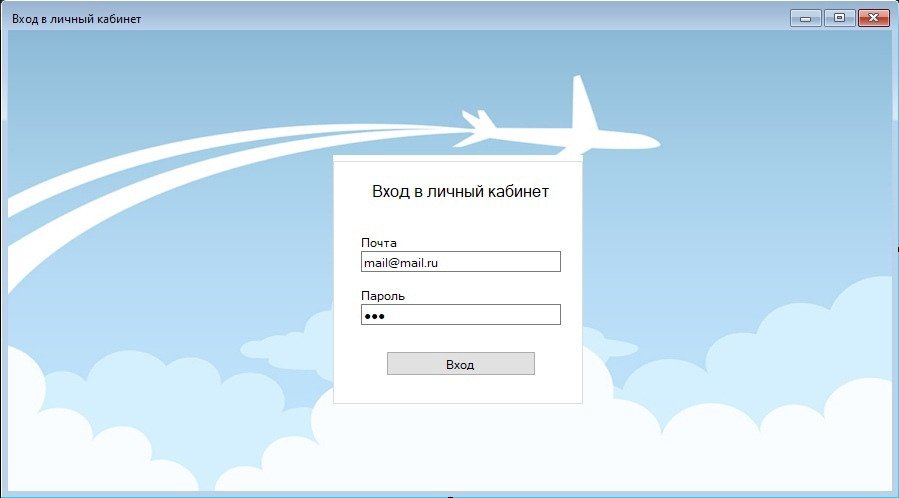 Вход в личный кабинет
Вход в личный кабинет
Почта
mail@mail.ru
Пароль
●●●
Вход